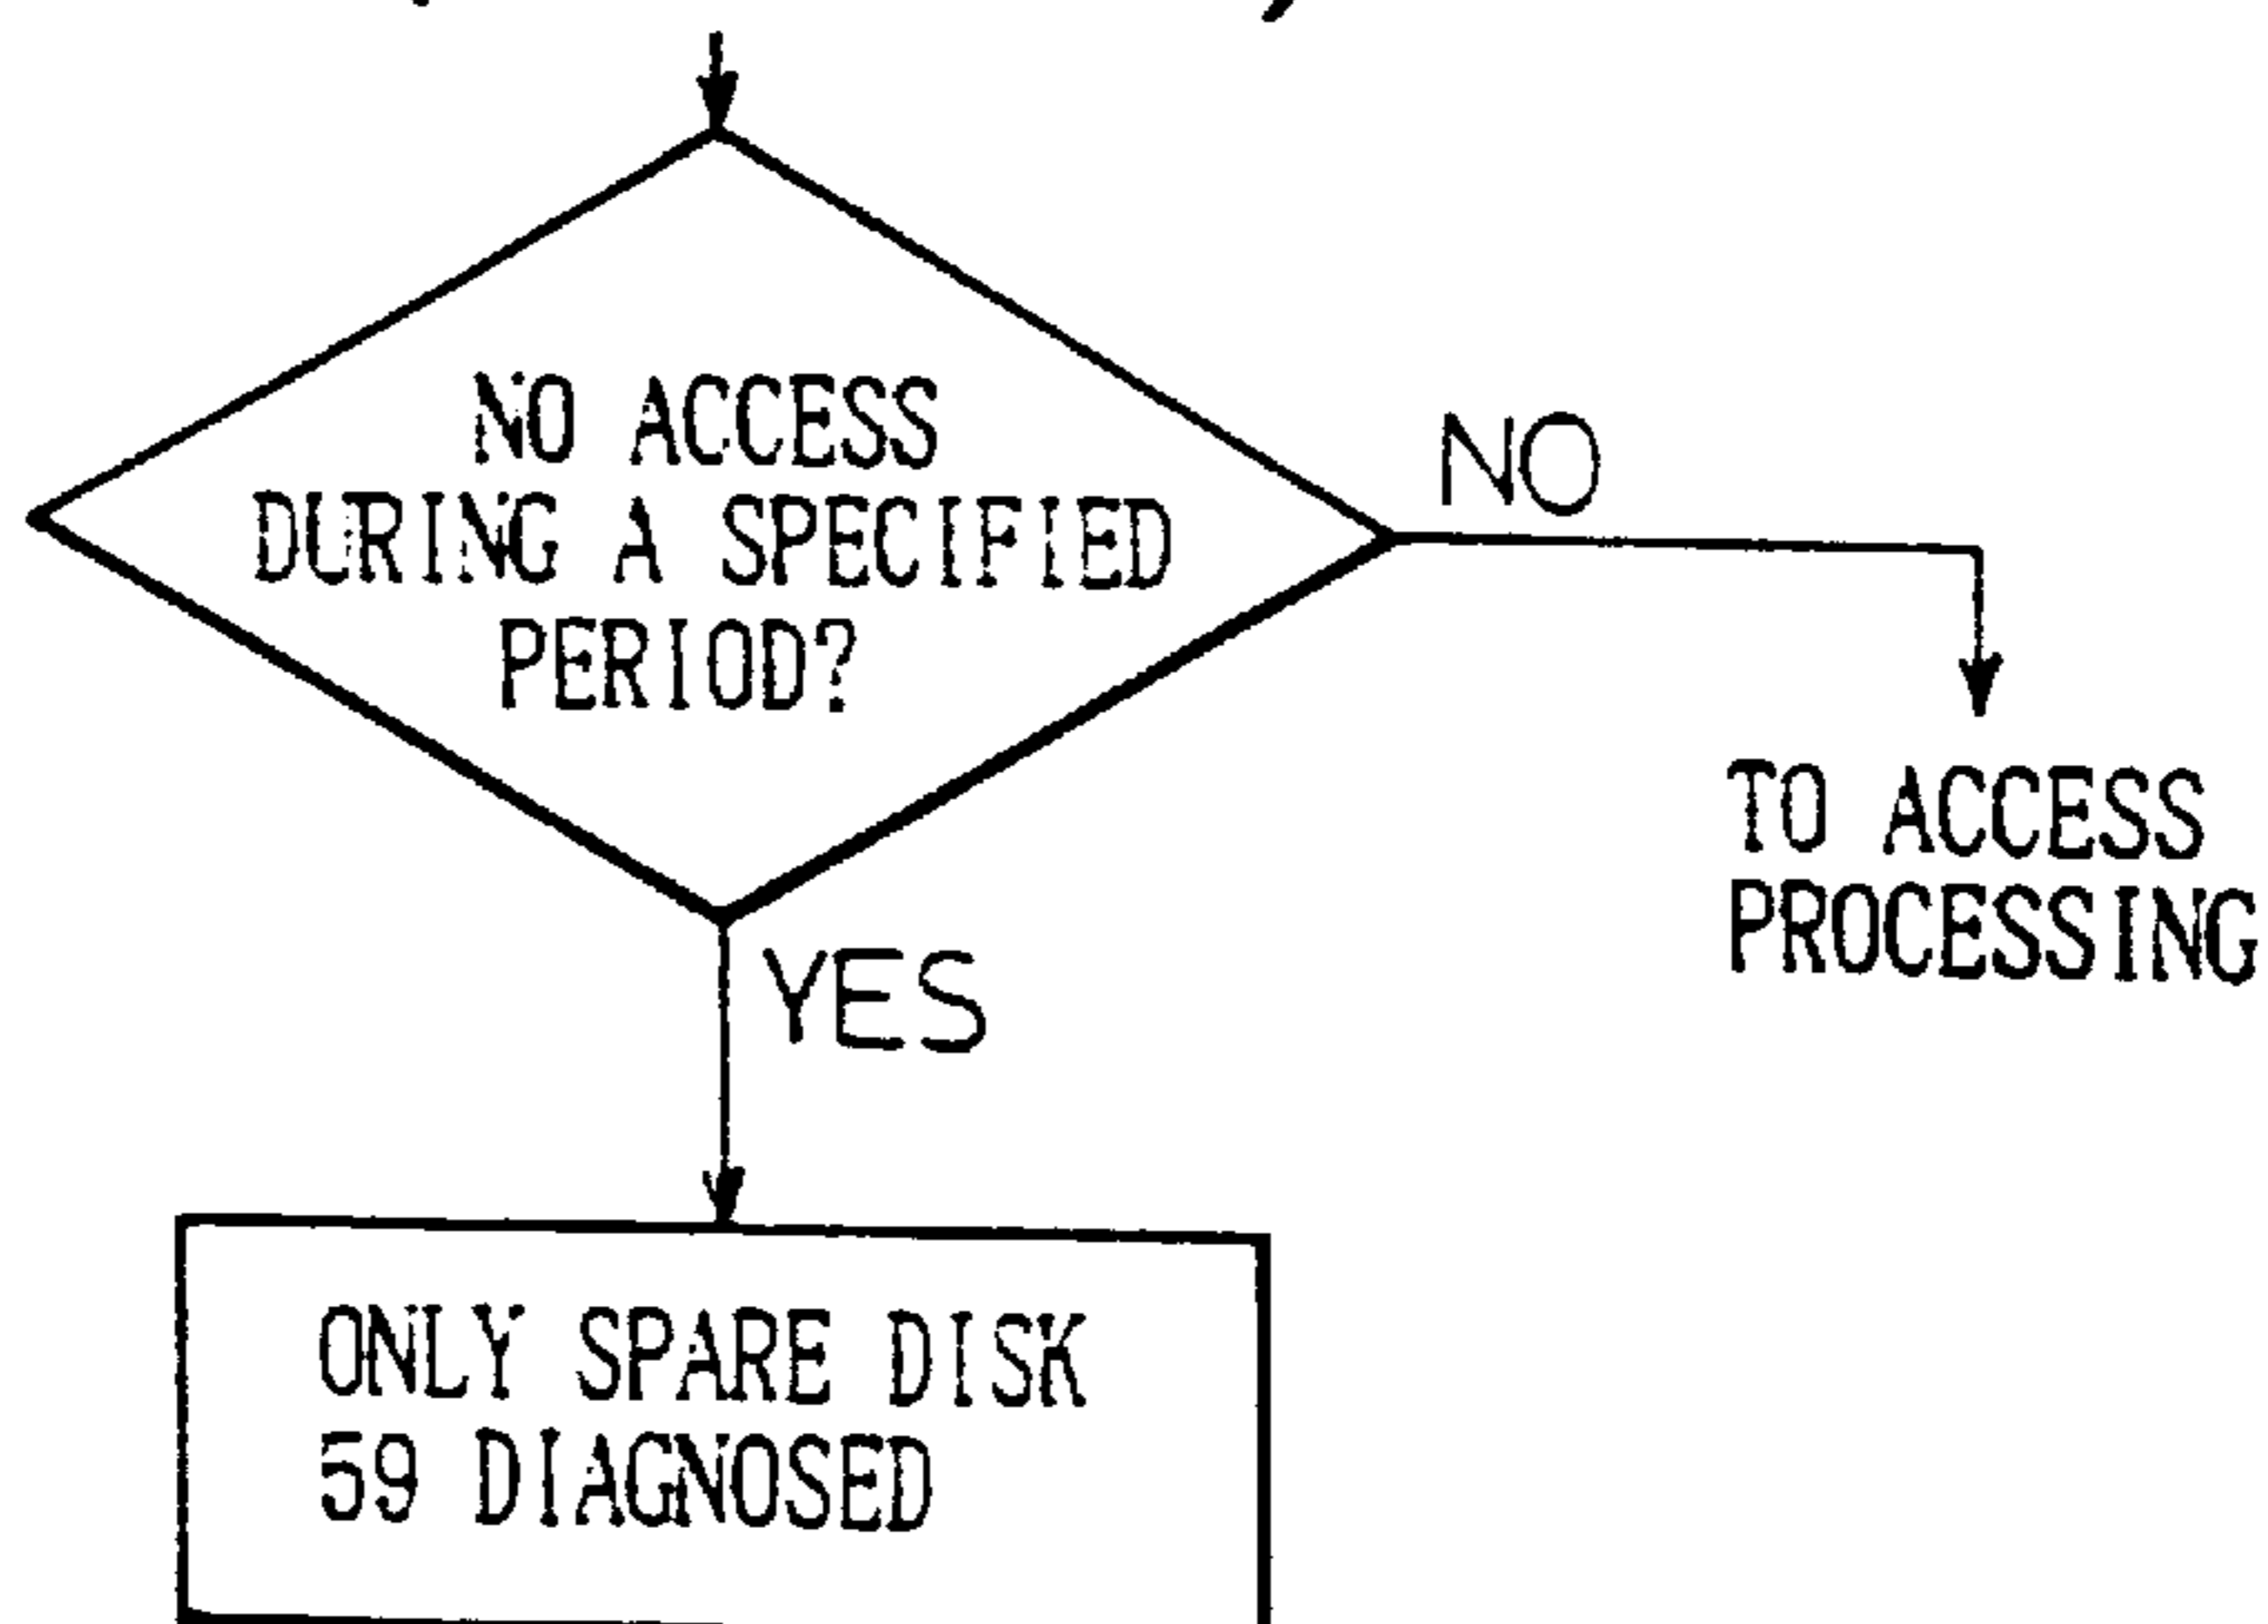 NO ACCESS
DURING A SPECIFIED
PERIOD?
NO
TO ACCESS
PROCESSING
YES
ONLY SPARE DISK
59 DIAGNOSED